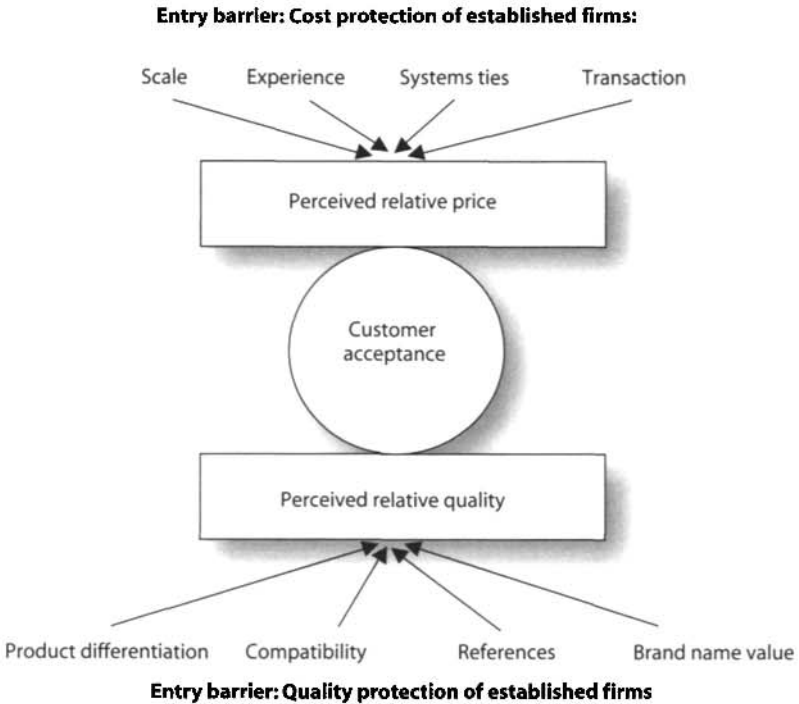 Entry barrier: Cost protection of established firms:
Scale Experience Systems ties Transaction
Perceived relative price
Customer
acceptance
Perceived relative quality
Product differentiation Compatibility References Brand name value
Entry barrier: Quality protection of established firms